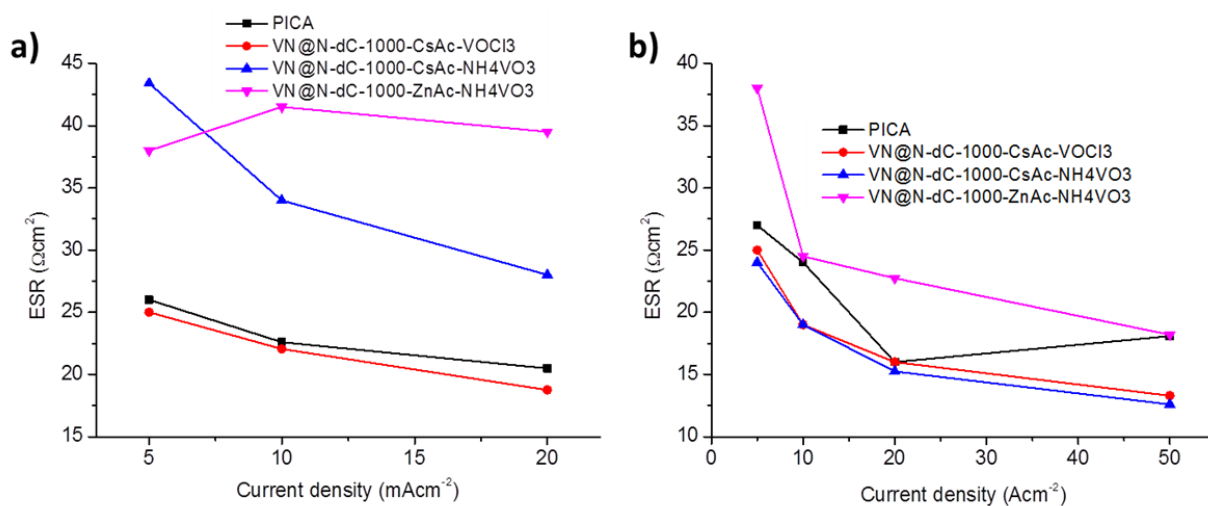 a)
PICA
VN@N-dC-1000-CsAc-VOCl3
VN@N-dC-1000-CsAc-NH4VO3
VN@N-dC-1000-ZnAc-NH4VO3
45
40
35
30
25
20
15
ESR (Ωcm²)
5
10
15
20
Current density (mAcm⁻²)
b)
PICA
VN@N-dC-1000-CsAc-VOCl3
VN@N-dC-1000-CsAc-NH4VO3
VN@N-dC-1000-ZnAc-NH4VO3
40
35
30
25
20
15
10
ESR (Ωcm²)
0
10
20
30
40
50
Current density (Acm⁻²)